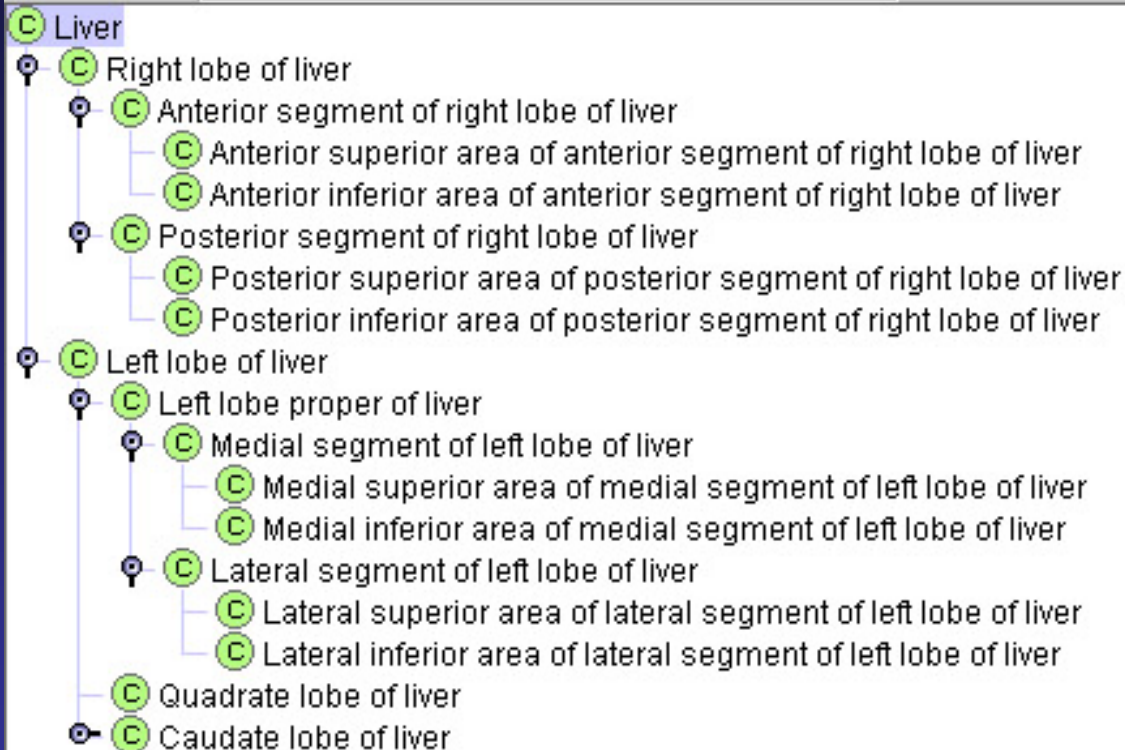 C Liver
C Right lobe of liver
C Anterior segment of right lobe of liver
C Anterior superior area of anterior segment of right lobe of liver
C Anterior inferior area of anterior segment of right lobe of liver
C Posterior segment of right lobe of liver
C Posterior superior area of posterior segment of right lobe of liver
C Posterior inferior area of posterior segment of right lobe of liver
C Left lobe of liver
C Left lobe proper of liver
C Medial segment of left lobe of liver
C Medial superior area of medial segment of left lobe of liver
C Medial inferior area of medial segment of left lobe of liver
C Lateral segment of left lobe of liver
C Lateral superior area of lateral segment of left lobe of liver
C Lateral inferior area of lateral segment of left lobe of liver
C Quadrate lobe of liver
C Caudate lobe of liver